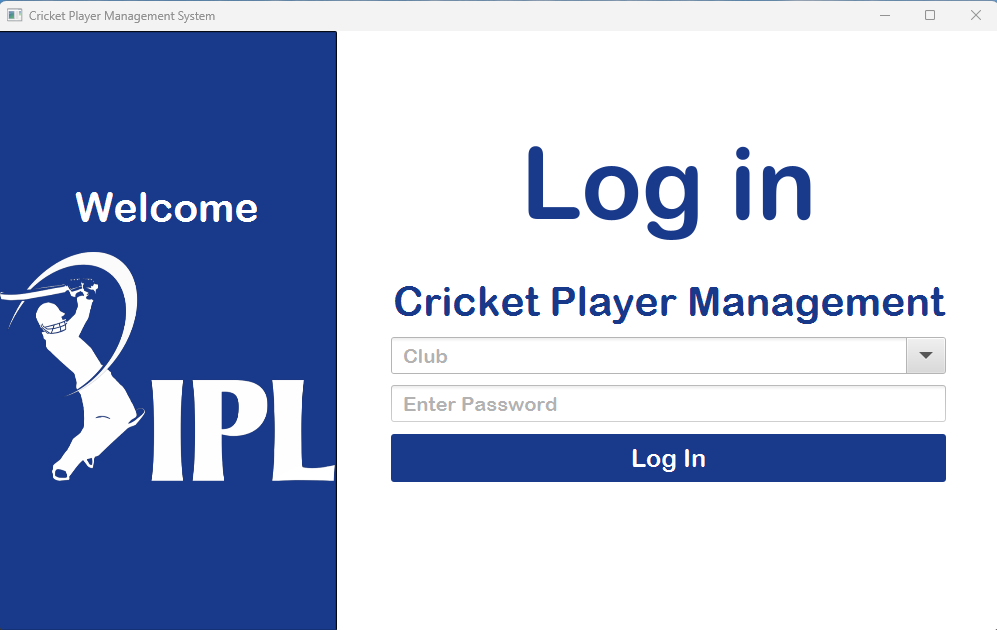 Cricket Player Management System
Welcome
IPL
Log in
Cricket Player Management
Club
Enter Password
Log In